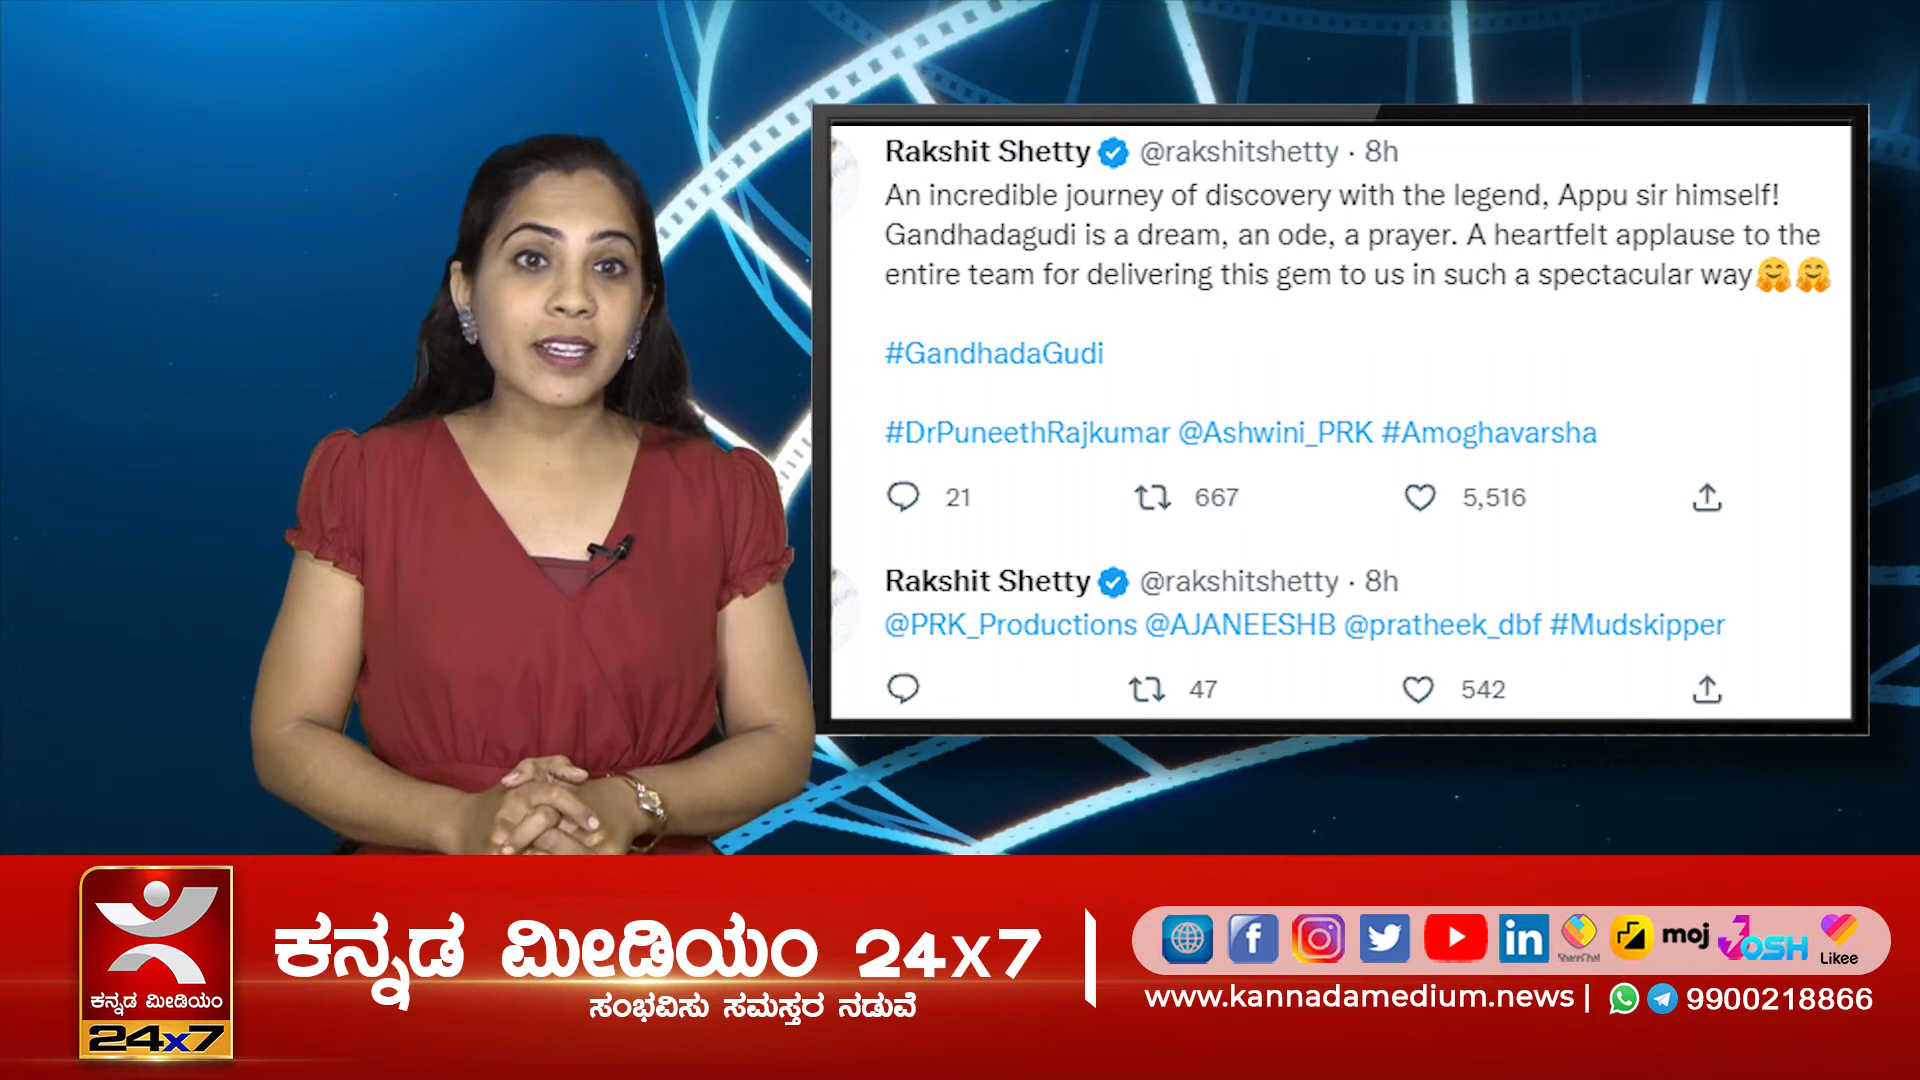 Rakshit Shetty @rakshitshetty · 8h
An incredible journey of discovery with the legend, Appu sir himself!
Gandhadagudi is a dream, an ode, a prayer. A heartfelt applause to the
entire team for delivering this gem to us in such a spectacular way🤗🤗
#GandhadaGudi
#DrPuneethRajkumar @Ashwini_PRK #Amoghavarsha
21 667 5,516
Rakshit Shetty @rakshitshetty · 8h
@PRK_Productions @AJANEESHB @pratheek_dbf #Mudskipper
47 542
ಕನ್ನಡ ಮೀಡಿಯಂ
24x7
ಕನ್ನಡ ಮೀಡಿಯಂ 24x7
ಸಂಭವಿಸು ಸಮಸ್ತರ ನಡುವೆ
ShareChat moj Josh Likee
www.kannadamedium.news | 9900218866